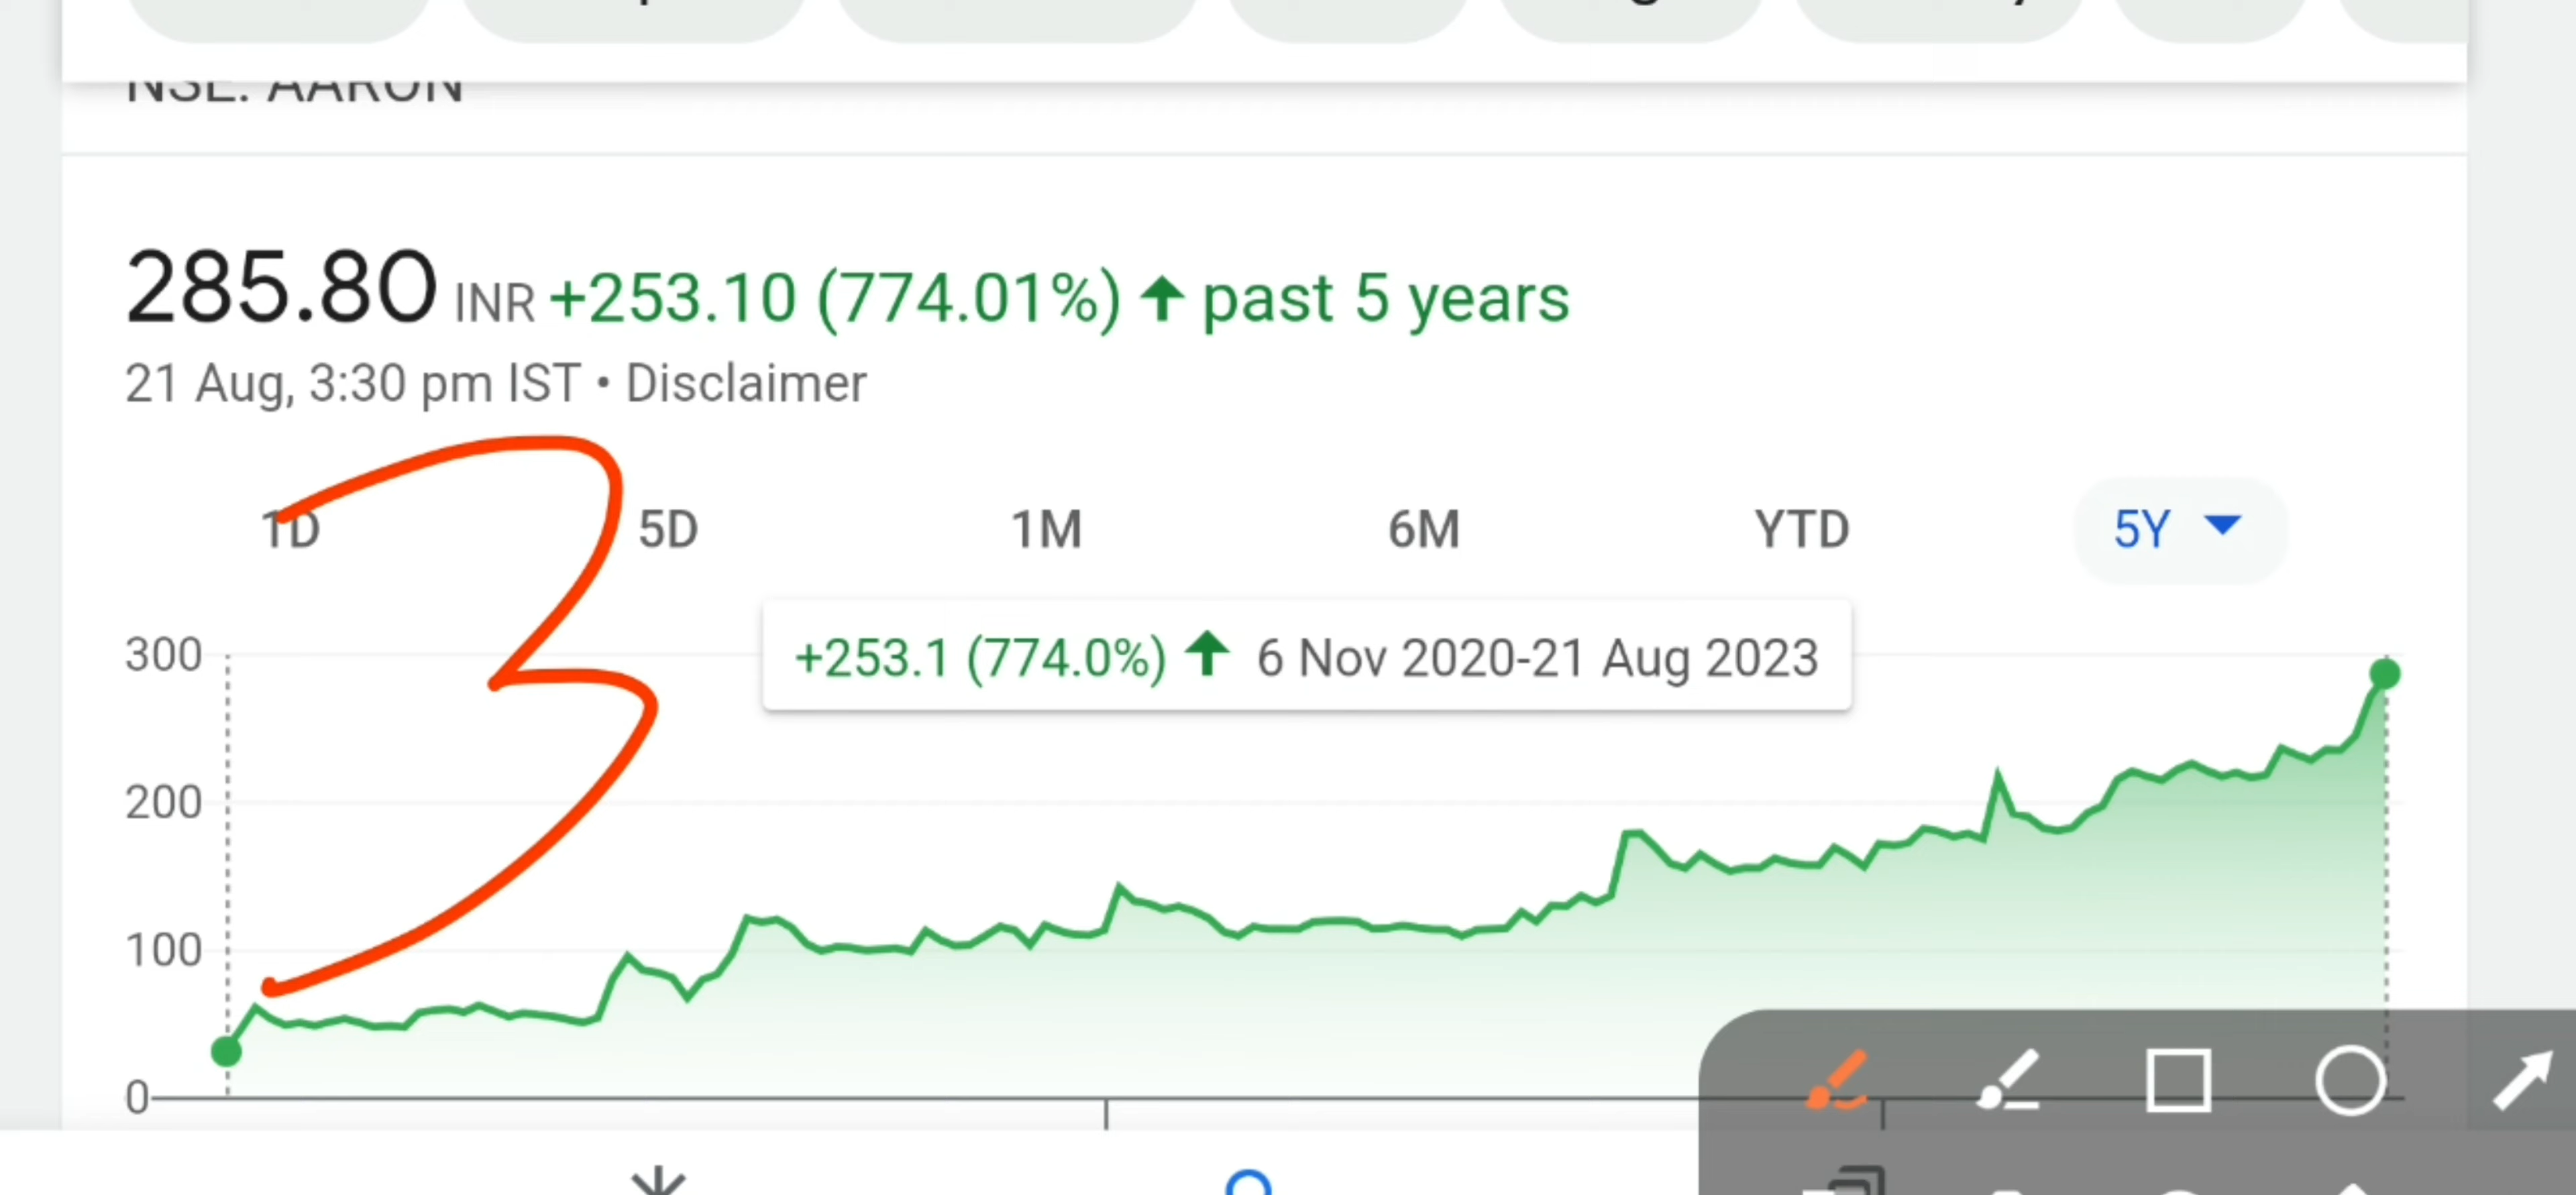 NSE: AARON
285.80 INR +253.10 (774.01%) ↑ past 5 years
21 Aug, 3:30 pm IST • Disclaimer
3
1D 5D 1M 6M YTD 5Y
+253.1 (774.0%) ↑ 6 Nov 2020-21 Aug 2023
300
200
100
0